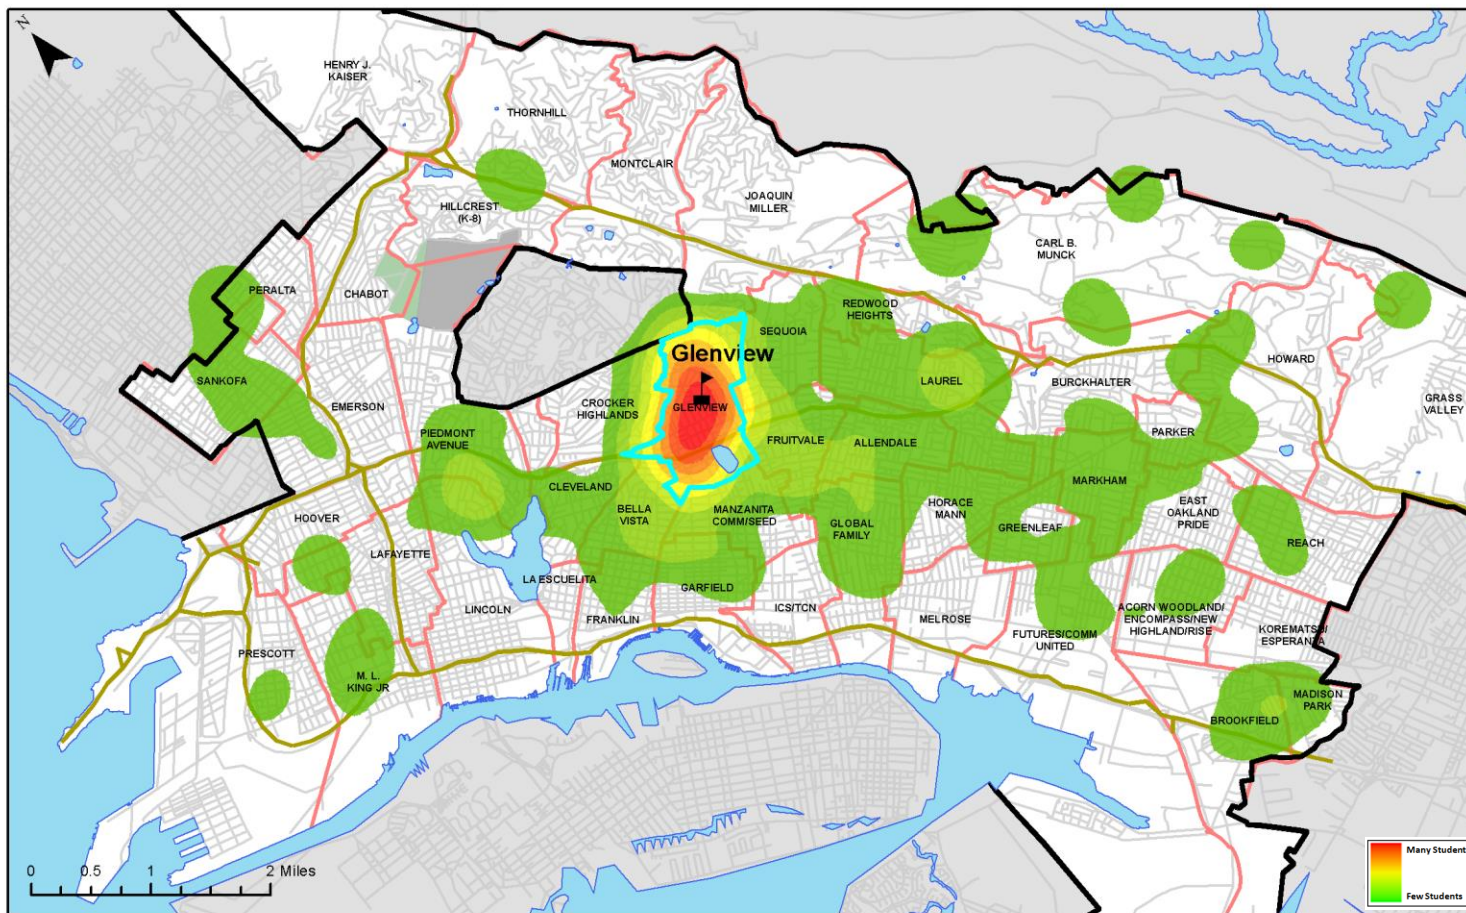 N
HENRY J.
KAISER
THORNHILL
MONTCLAIR
JOAQUIN
MILLER
HILLCREST
(K-8)
CARL B.
MUNCK
PERALTA
CHABOT
REDWOOD
HEIGHTS
SEQUOIA
Glenview
HOWARD
SANKOFA
LAUREL
BURCKHALTER
EMERSON
CROCKER
HIGHLANDS
GLENVIEW
GRASS
VALLEY
PIEDMONT
AVENUE
FRUITVALE
ALLENDALE
PARKER
CLEVELAND
MARKHAM
HOOVER
BELLA
VISTA
MANZANITA
COMM/SEED
HORACE
MANN
EAST
OAKLAND
PRIDE
GLOBAL
FAMILY
GREENLEAF
REACH
LAFAYETTE
LA ESCUELITA
GARFIELD
LINCOLN
FRANKLIN
ICS/TCN
MELROSE
ACORN WOODLAND/
ENCOMPASS/NEW
HIGHLAND/RISE
FUTURES/COMM
UNITED
KOREMATSU/
ESPERANZA
PRESCOTT
M. L.
KING JR
MADISON
PARK
BROOKFIELD
0 0.5 1 2 Miles
Many Student
Few Students